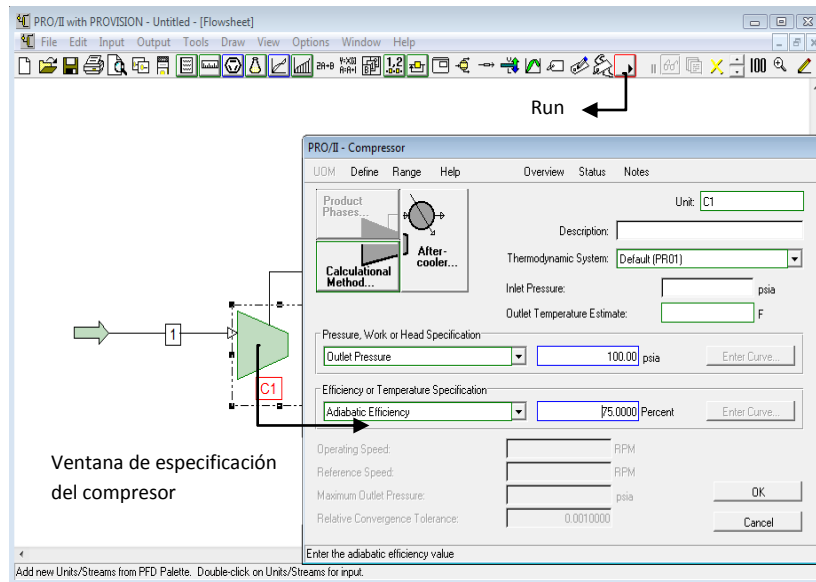 PRO/II with PROVISION - Untitled - [Flowsheet]
File Edit Input Output Tools Draw View Options Window Help
100
Run
PRO/II - Compressor
UOM Define Range Help Overview Status Notes
Product
Phases...
After-
cooler...
Calculational
Method...
Unit: C1
Description:
Thermodynamic System: Default (PR01)
Inlet Pressure: psia
Outlet Temperature Estimate: F
Pressure, Work or Head Specification
Outlet Pressure 100.00 psia Enter Curve...
Efficiency or Temperature Specification
Adiabatic Efficiency 75.0000 Percent Enter Curve...
Operating Speed: RPM
Reference Speed: RPM
Maximum Outlet Pressure: psia
Relative Convergence Tolerance: 0.0010000
OK
Cancel
Enter the adiabatic efficiency value
1
C1
Ventana de especificación
del compresor
Add new Units/Streams from PFD Palette. Double-click on Units/Streams for input.